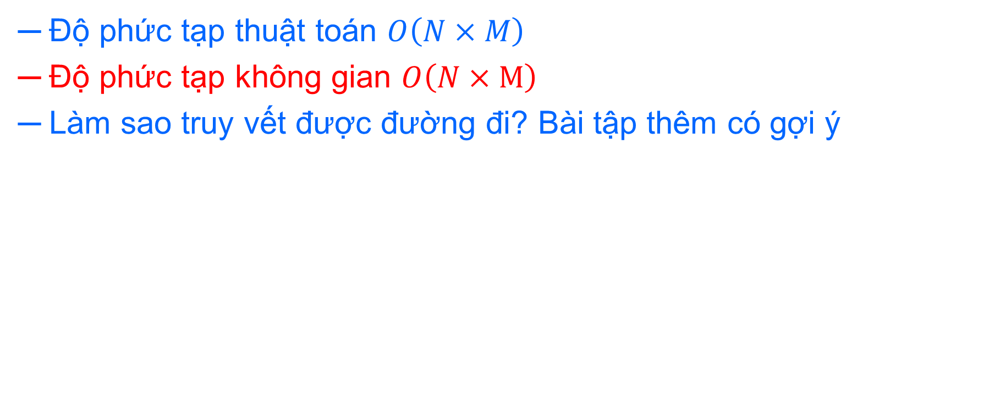 — Độ phức tạp thuật toán O(N × M)
— Độ phức tạp không gian O(N × M)
— Làm sao truy vết được đường đi? Bài tập thêm có gợi ý